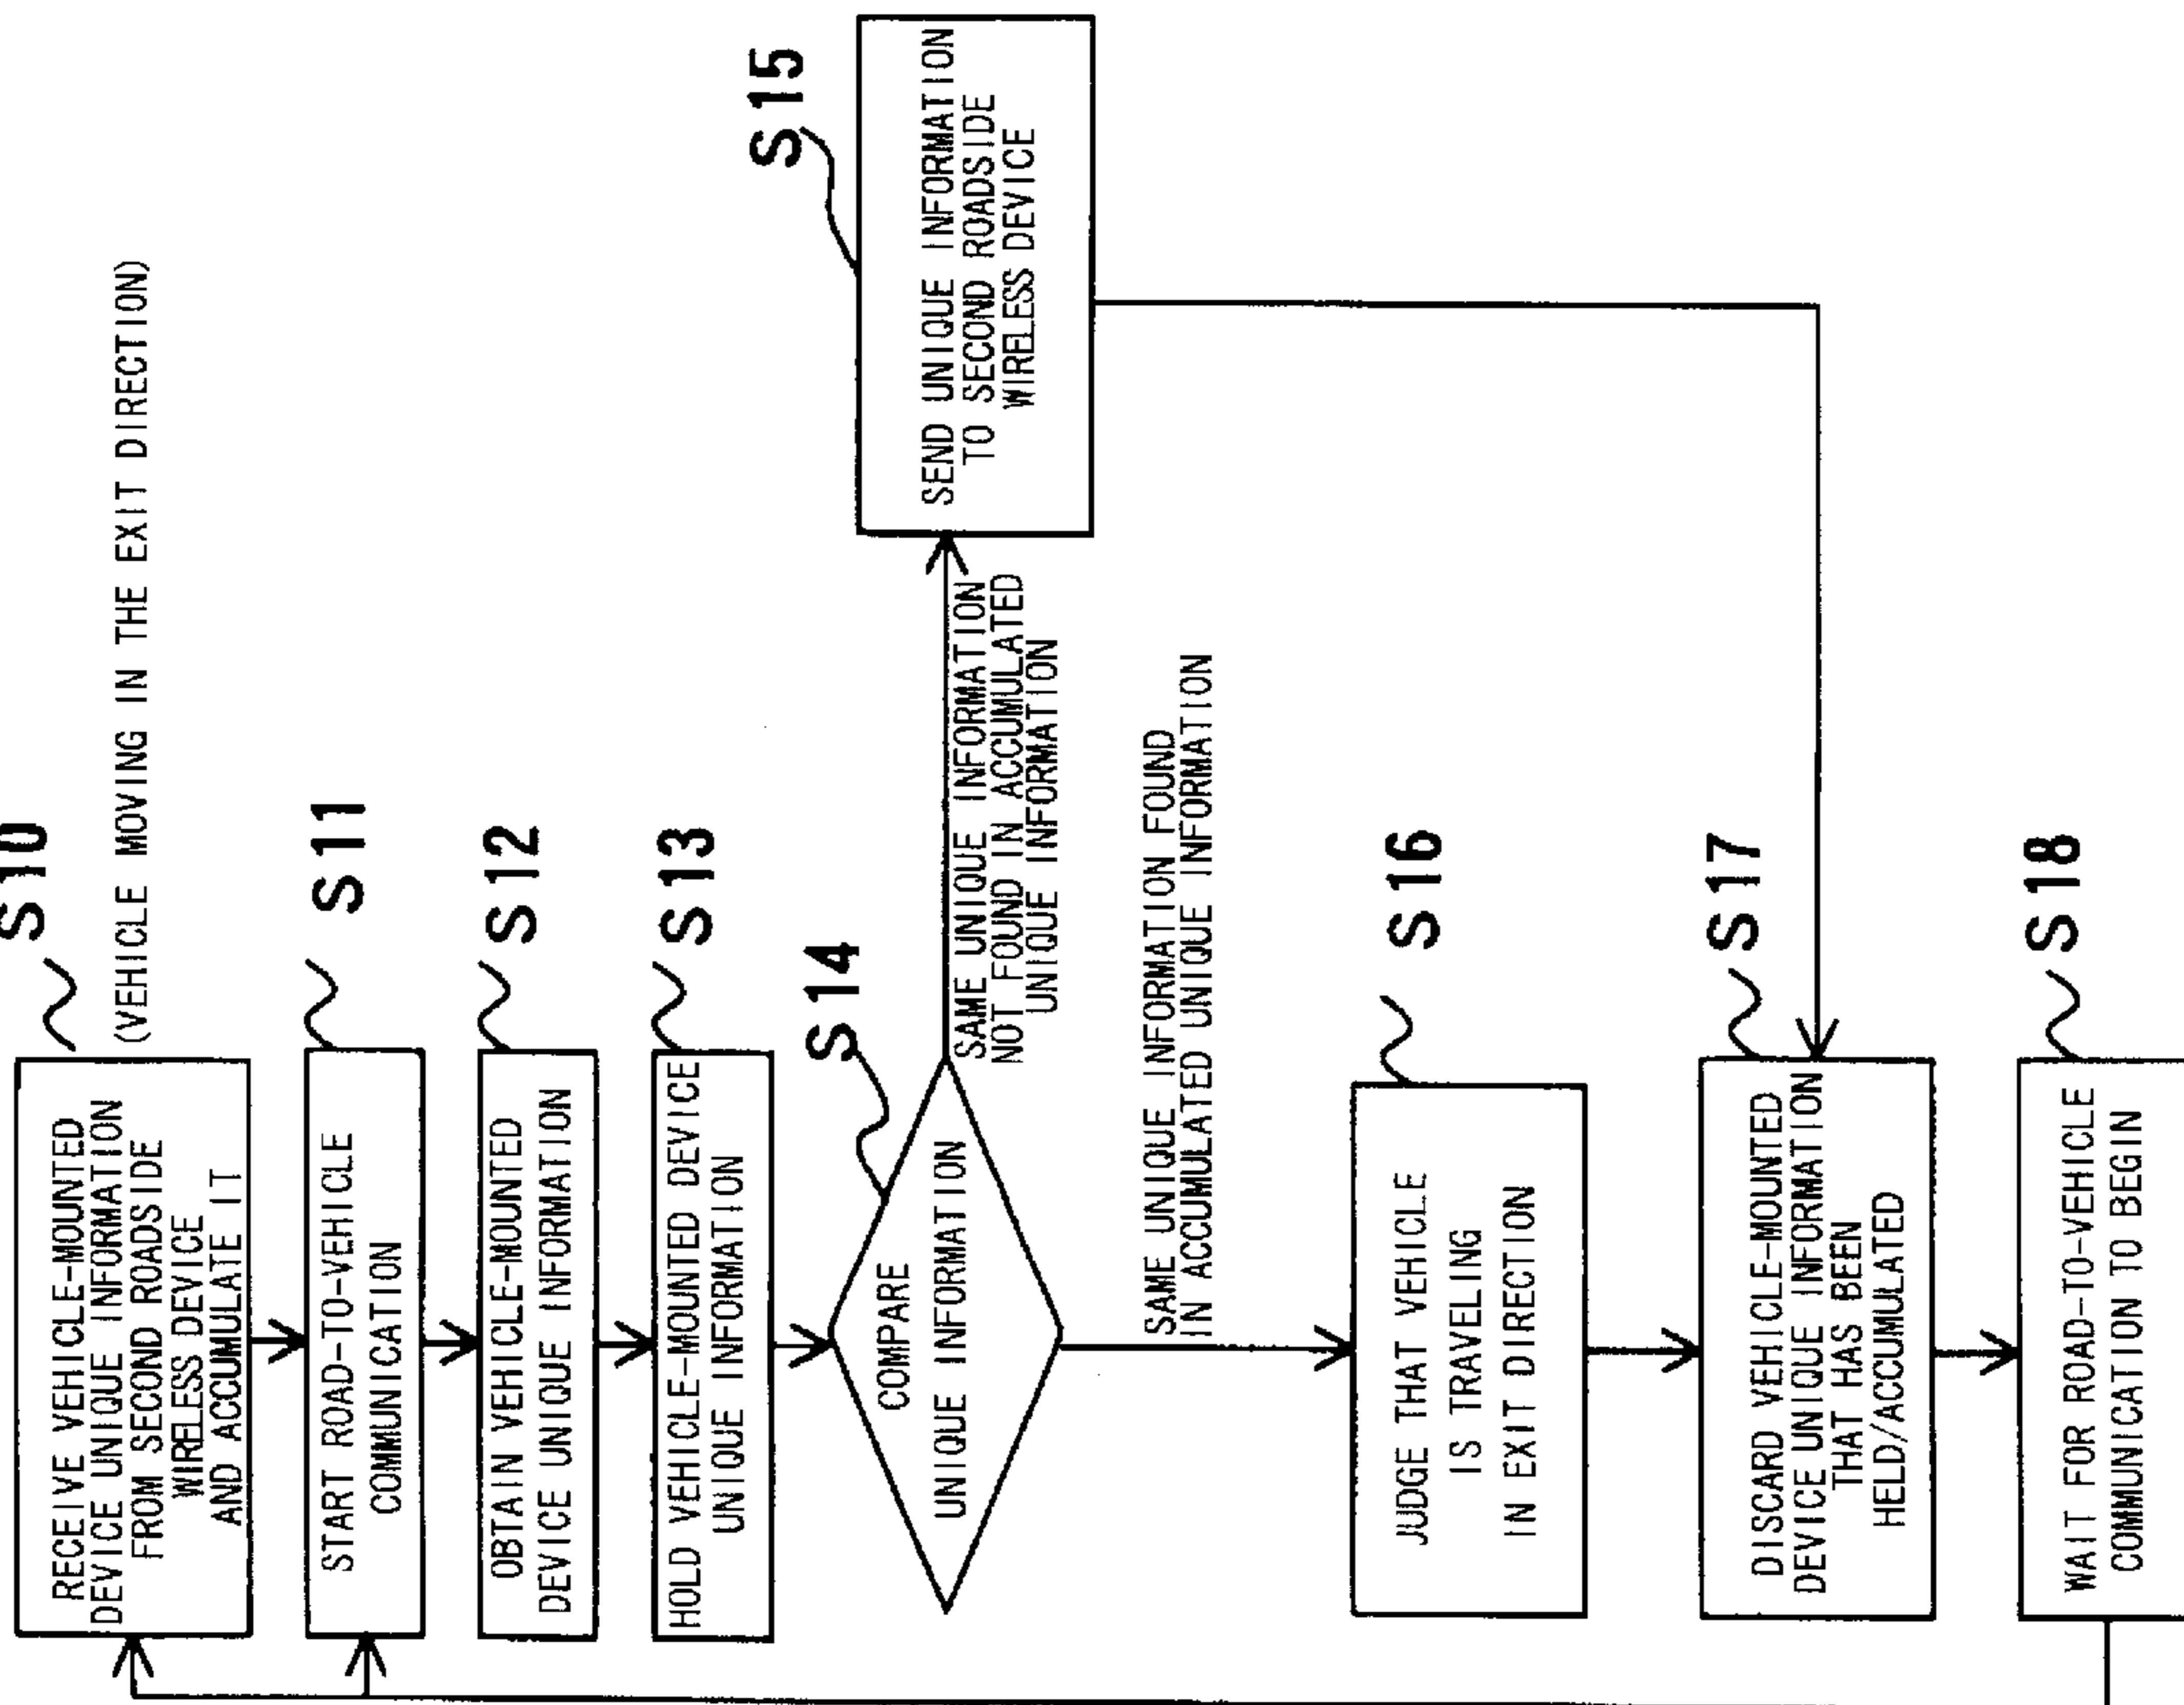 S10
RECEIVE VEHICLE-MOUNTED
DEVICE UNIQUE INFORMATION
FROM SECOND ROADSIDE
WIRELESS DEVICE
AND ACCUMULATE IT
(VEHICLE MOVING IN THE EXIT DIRECTION)
S11
START ROAD-TO-VEHICLE
COMMUNICATION
S12
OBTAIN VEHICLE-MOUNTED
DEVICE UNIQUE INFORMATION
S13
HOLD VEHICLE-MOUNTED DEVICE
UNIQUE INFORMATION
S14
COMPARE
UNIQUE INFORMATION
SAME UNIQUE INFORMATION
NOT FOUND IN ACCUMULATED
UNIQUE INFORMATION
S15
SEND UNIQUE INFORMATION
TO SECOND ROADSIDE
WIRELESS DEVICE
SAME UNIQUE INFORMATION FOUND
IN ACCUMULATED UNIQUE INFORMATION
S16
JUDGE THAT VEHICLE
IS TRAVELING
IN EXIT DIRECTION
S17
DISCARD VEHICLE-MOUNTED
DEVICE UNIQUE INFORMATION
THAT HAS BEEN
HELD/ACCUMULATED
S18
WAIT FOR ROAD-TO-VEHICLE
COMMUNICATION TO BEGIN